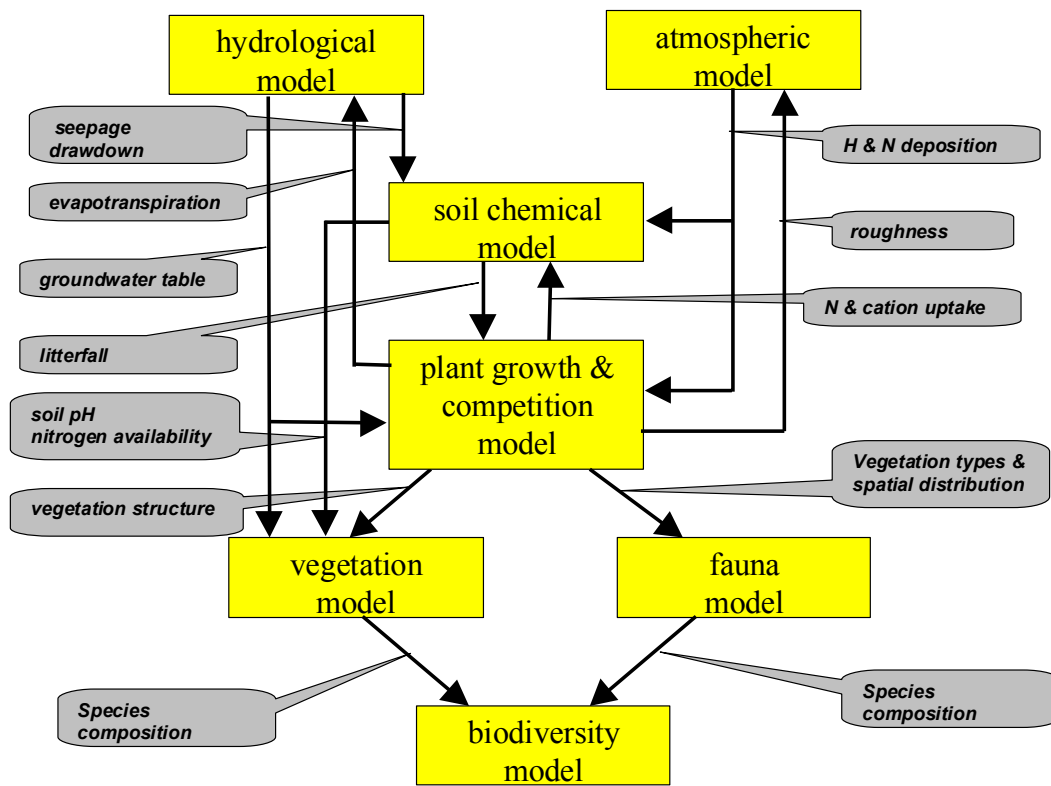 hydrological
model
atmospheric
model
seepage
drawdown
H & N deposition
evapotranspiration
soil chemical
model
roughness
groundwater table
N & cation uptake
litterfall
plant growth &
competition
model
soil pH
nitrogen availability
Vegetation types &
spatial distribution
vegetation structure
vegetation
model
fauna
model
Species
composition
Species
composition
biodiversity
model